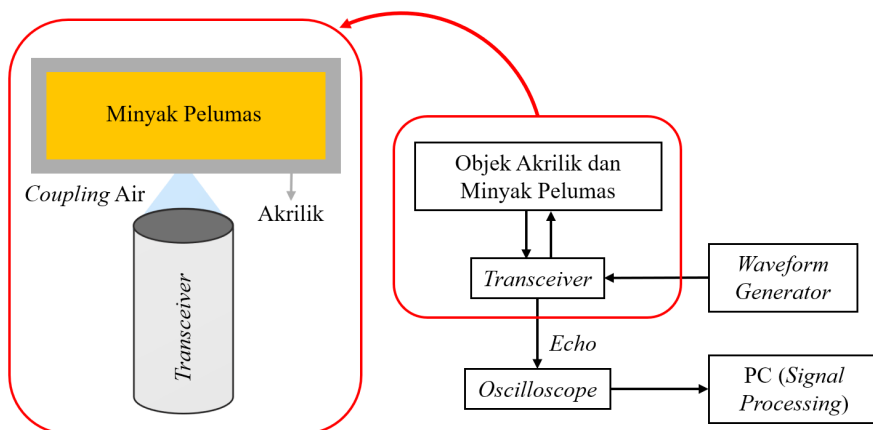 Minyak Pelumas
Coupling Air
Akrilik
Transceiver
Objek Akrilik dan
Minyak Pelumas
Transceiver
Waveform
Generator
Echo
Oscilloscope
PC (Signal
Processing)